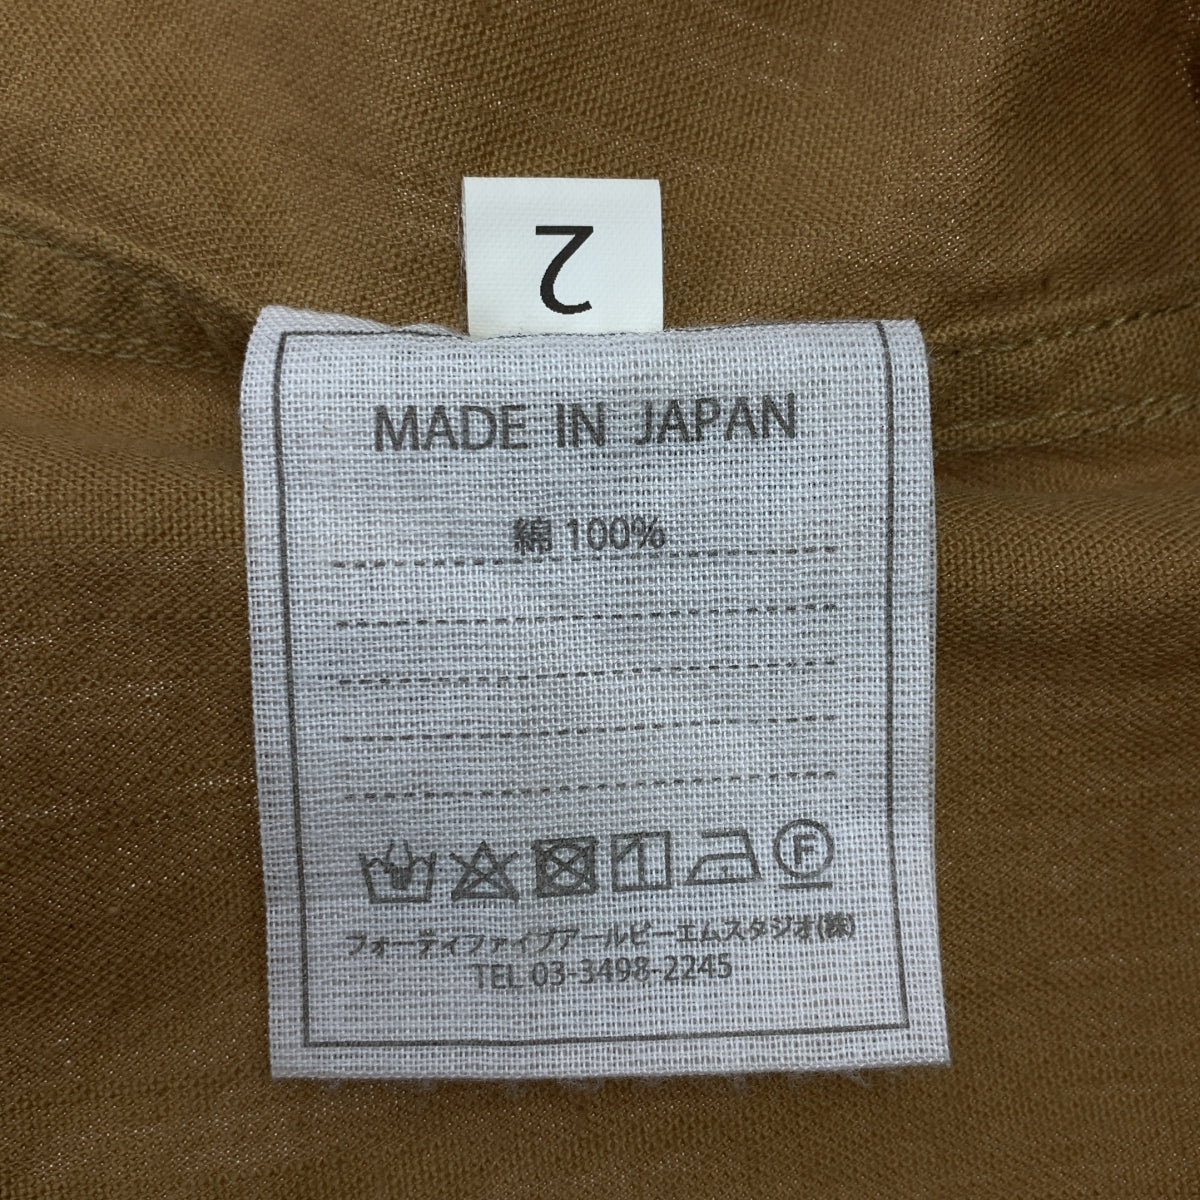 2
MADE IN JAPAN
綿 100%
F
フォーティファイブアールピーエムスタジオ(株)
TEL 03-3498-2245